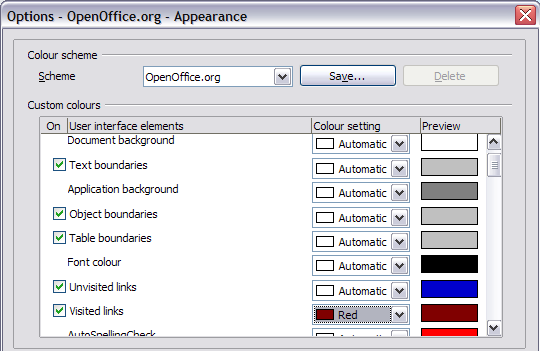 Options - OpenOffice.org - Appearance
Colour scheme
Scheme OpenOffice.org Save... Delete
Custom colours
On User interface elements Colour setting Preview
Document background Automatic
Text boundaries Automatic
Application background Automatic
Object boundaries Automatic
Table boundaries Automatic
Font colour Automatic
Unvisited links Automatic
Visited links Red
AutoSpellingCheck